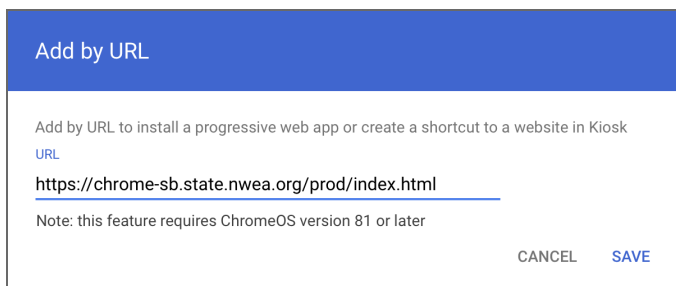 Add by URL
Add by URL to install a progressive web app or create a shortcut to a website in Kiosk
URL
https://chrome-sb.state.nwea.org/prod/index.html
Note: this feature requires ChromeOS version 81 or later
CANCEL SAVE